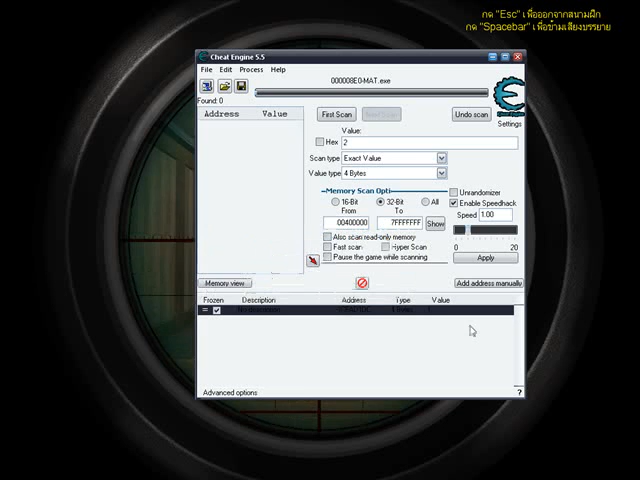 กด "Esc" เพื่อออกจากสนามฝึก
กด "Spacebar" เพื่อข้ามเสียงบรรยาย
Cheat Engine 5.5
File Edit Process Help
000008E0-MAT.exe
Found: 0
Address Value
First Scan Next Scan Undo scan
Settings
Value:
Hex 2
Scan type Exact Value
Value type 4 Bytes
Memory Scan Opti
Unrandomizer
16-Bit 32-Bit All
Enable Speedhack
From To
Speed 1.00
00400000 7FFFFFFF Show
Also scan read-only memory
Fast scan Hyper Scan
0 20
Pause the game while scanning
Apply
Memory view Add address manually
Frozen Description Address Type Value
4 Bytes
Advanced options ?